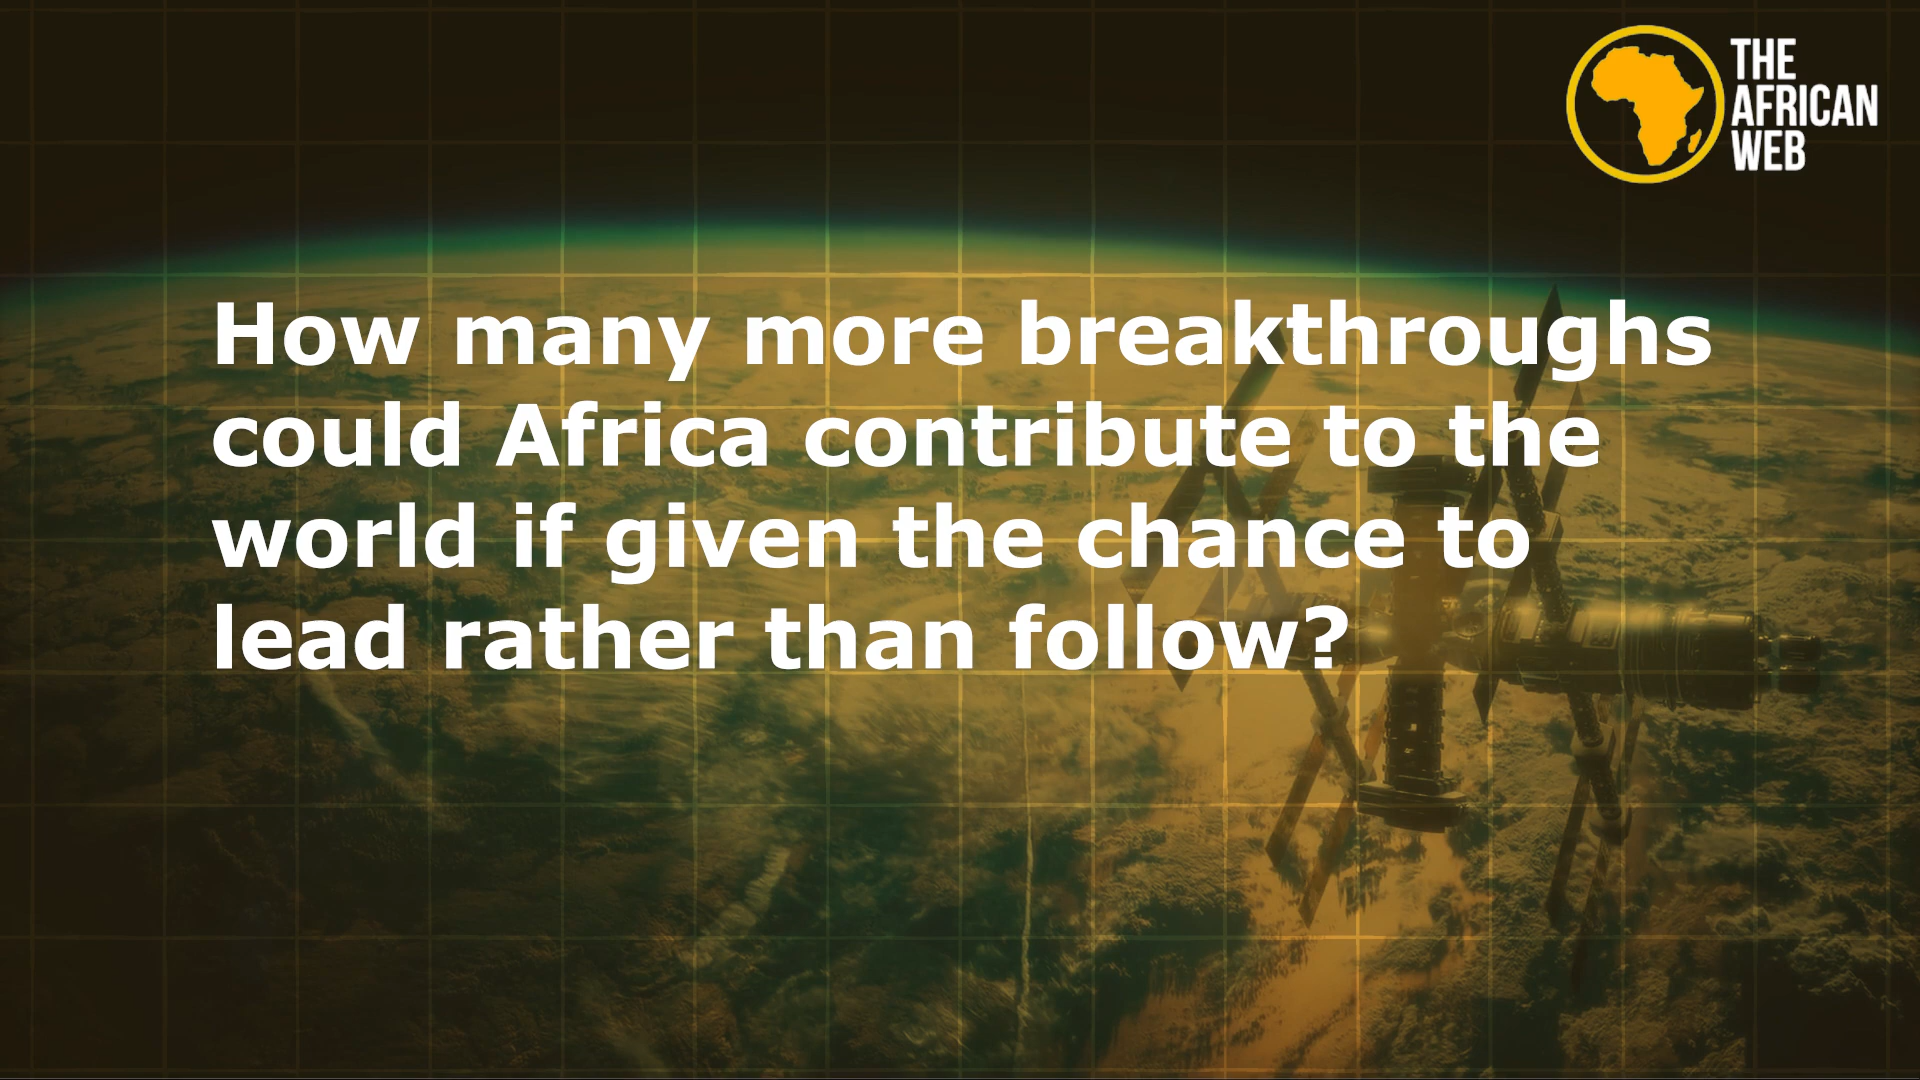 THE
AFRICAN
WEB
How many more breakthroughs
could Africa contribute to the
world if given the chance to
lead rather than follow?